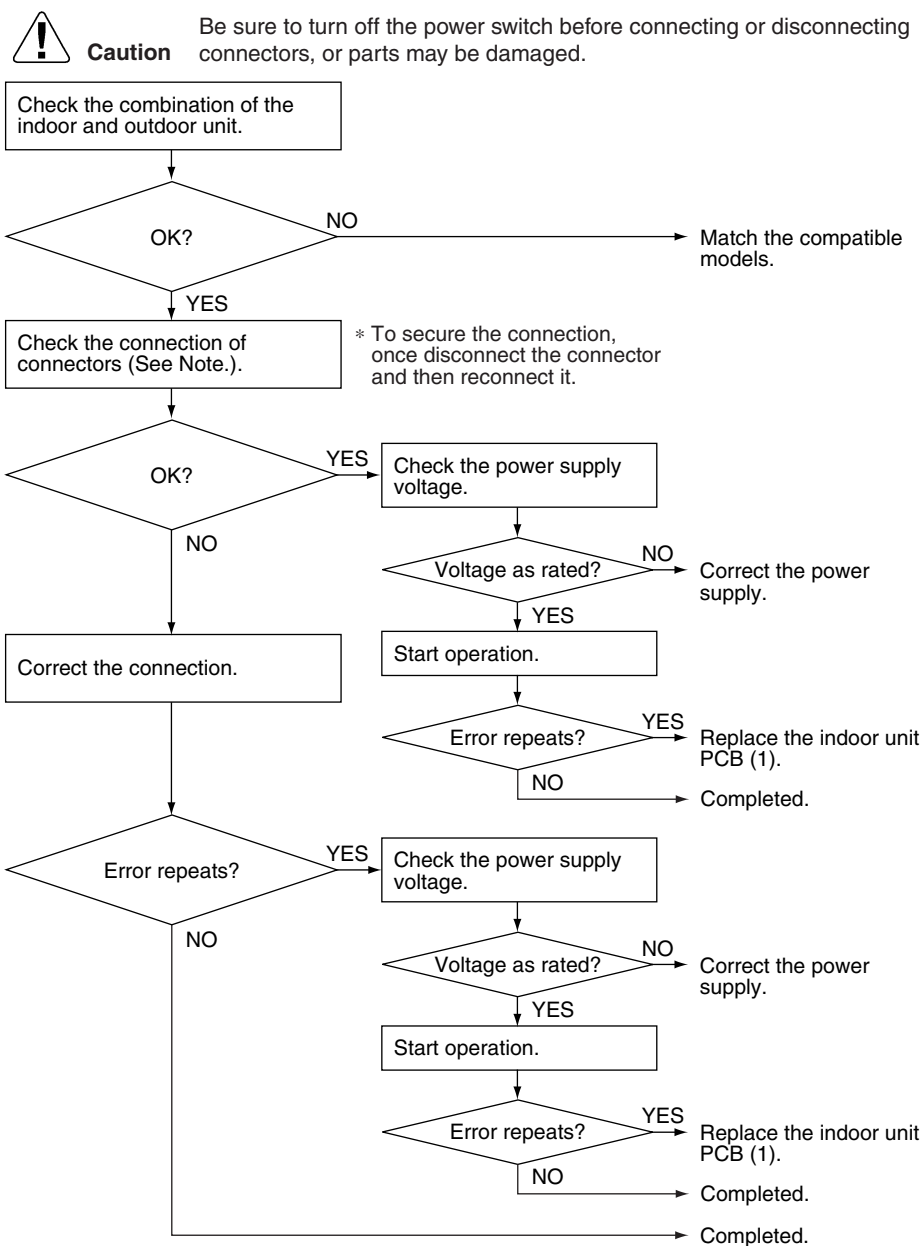 Be sure to turn off the power switch before connecting or disconnecting
Caution connectors, or parts may be damaged.
Check the combination of the
indoor and outdoor unit.
OK?
NO
Match the compatible
models.
YES
Check the connection of
connectors (See Note.).
* To secure the connection,
once disconnect the connector
and then reconnect it.
OK?
YES
Check the power supply
voltage.
NO
Voltage as rated?
NO
Correct the power
supply.
YES
Correct the connection.
Start operation.
Error repeats?
YES
Replace the indoor unit
PCB (1).
NO
Completed.
Error repeats?
YES
Check the power supply
voltage.
NO
Voltage as rated?
NO
Correct the power
supply.
YES
Start operation.
Error repeats?
YES
Replace the indoor unit
PCB (1).
NO
Completed.
Completed.